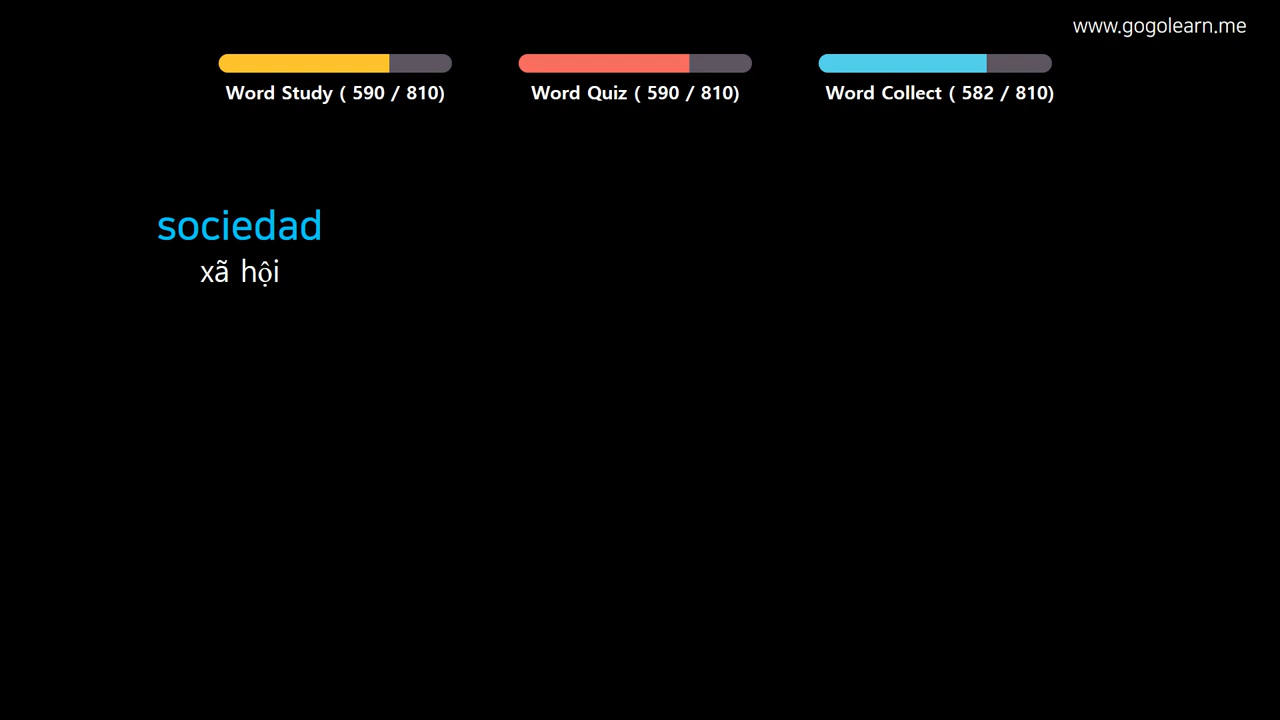 www.gogolearn.me
Word Study ( 590 / 810)
Word Quiz ( 590 / 810)
Word Collect ( 582 / 810)
sociedad
xã hội